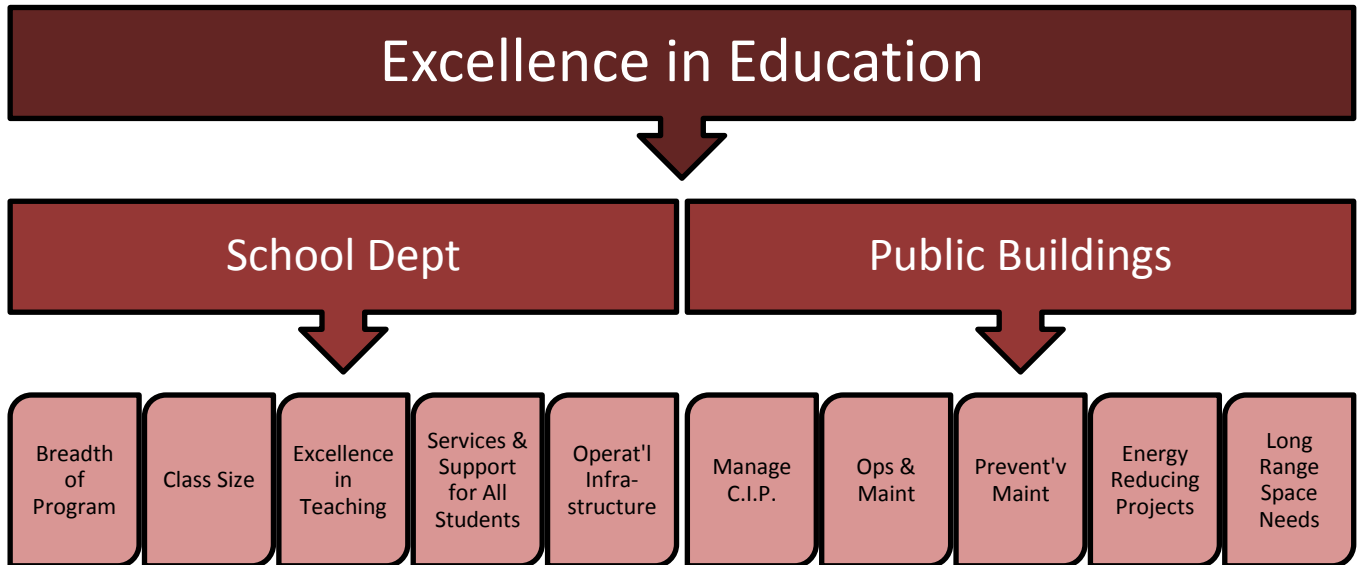 Excellence in Education
School Dept
Public Buildings
Breadth
of
Program
Class Size
Excellence
in
Teaching
Services &
Support
for All
Students
Operat'l
Infra-
structure
Manage
C.I.P.
Ops &
Maint
Prevent'v
Maint
Energy
Reducing
Projects
Long
Range
Space
Needs